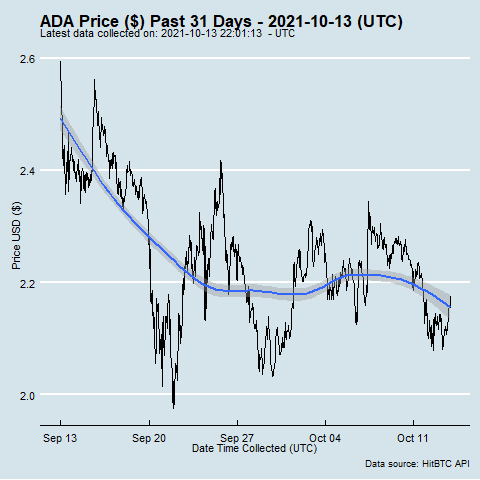 ADA Price ($) Past 31 Days - 2021-10-13 (UTC)
Latest data collected on: 2021-10-13 22:01:13 - UTC
2.6
2.4
2.2
2.0
Price USD ($)
Sep 13 Sep 20 Sep 27 Oct 04 Oct 11
Date Time Collected (UTC)
Data source: HitBTC API